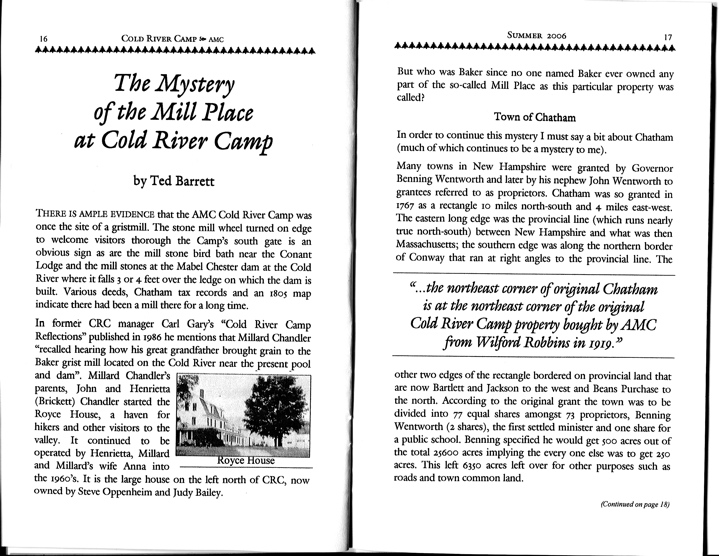 16
COLD RIVER CAMP AMC
The Mystery
of the Mill Place
at Cold River Camp
by Ted Barrett
THERE IS AMPLE EVIDENCE that the AMC Cold River Camp was
once the site of a gristmill. The stone mill wheel turned on edge
to welcome visitors thorough the Camp's south gate is an
obvious sign as are the mill stone bird bath near the Conant
Lodge and the mill stones at the Mabel Chester dam at the Cold
River where it falls 3 or 4 feet over the ledge on which the dam is
built. Various deeds, Chatham tax records and an 1805 map
indicate there had been a mill there for a long time.
In former CRC manager Carl Gary's "Cold River Camp
Reflections" published in 1986 he mentions that Millard Chandler
"recalled hearing how his great grandfather brought grain to the
Baker grist mill located on the Cold River near the present pool
and dam". Millard Chandler's
parents, John and Henrietta
(Brickett) Chandler started the
Royce House, a haven for
hikers and other visitors to the
valley. It continued to be
operated by Henrietta, Millard
and Millard's wife Anna into
Royce House
the 1960's. It is the large house on the left north of CRC, now
owned by Steve Oppenheim and Judy Bailey.
SUMMER 2006
17
But who was Baker since no one named Baker ever owned any
part of the so-called Mill Place as this particular property was
called?
Town of Chatham
In order to continue this mystery I must say a bit about Chatham
(much of which continues to be a mystery to me).
Many towns in New Hampshire were granted by Governor
Benning Wentworth and later by his nephew John Wentworth to
grantees referred to as proprietors. Chatham was so granted in
1767 as a rectangle 10 miles north-south and 4 miles east-west.
The eastern long edge was the provincial line (which runs nearly
true north-south) between New Hampshire and what was then
Massachusetts; the southern edge was along the northern border
of Conway that ran at right angles to the provincial line. The
"...the northeast corner of original Chatham
is at the northeast corner of the original
Cold River Camp property bought by AMC
from Wilford Robbins in 1919."
other two edges of the rectangle bordered on provincial land that
are now Bartlett and Jackson to the west and Beans Purchase to
the north. According to the original grant the town was to be
divided into 77 equal shares amongst 73 proprietors, Benning
Wentworth (2 shares), the first settled minister and one share for
a public school. Benning specified he would get 500 acres out of
the total 25600 acres implying the every one else was to get 250
acres. This left 6350 acres left over for other purposes such as
roads and town common land.
(Continued on page 18)